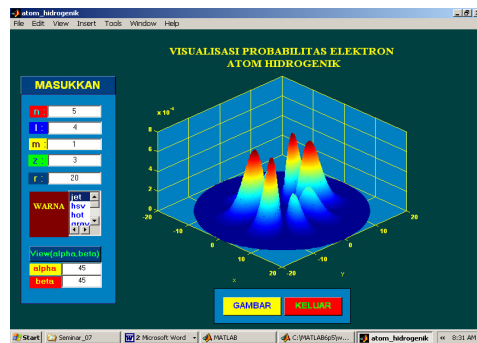 atom_hidrogenik
File Edit View Insert Tools Window Help
VISUALISASI PROBABILITAS ELEKTRON
ATOM HIDROGENIK
MASUKKAN
n : 5
l : 4
m : 1
z : 3
r : 20
WARNA
jet
hsv
hot
gray
View(alpha,beta)
alpha 45
beta 45
8
6
4
2
0
-20
-10
0
10
20
x
-20
-10
0
10
20
y
GAMBAR KELUAR
Start Seminar_07 2 Microsoft Word MATLAB C:\MATLAB6p5\w... atom_hidrogenik « 8:31 AM